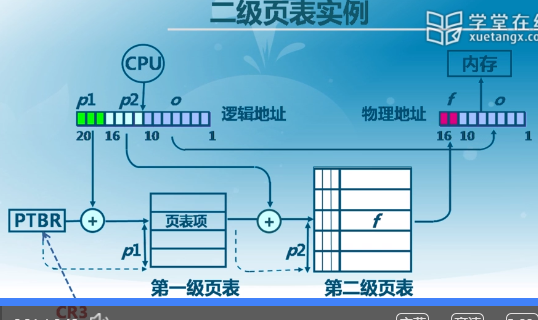 二级页表实例
学堂在线
xuetangx.com
CPU
内存
p1 p2 o
逻辑地址
物理地址
f o
20 16 10 1
16 10 1
PTBR
+
页表项
+
f
p1
p2
第一级页表
第二级页表
CR3